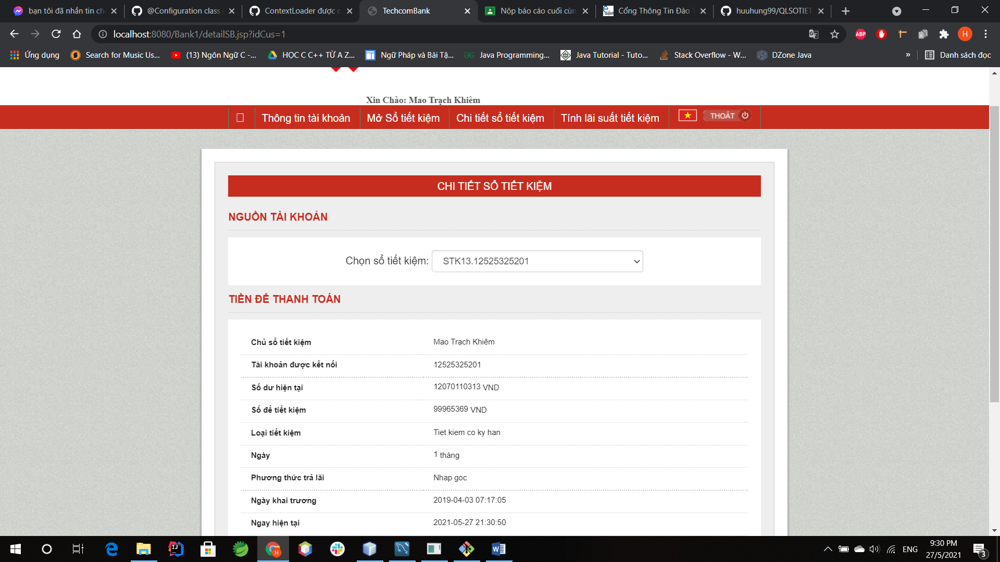 bạn tôi đã nhắn tin ch
@Configuration class
ContextLoader được c
TechcomBank
Nộp báo cáo cuối cùn
Cổng Thông Tin Đào T
huuhung99/QLSOTIET
localhost:8080/Bank1/detailSB.jsp?idCus=1
ABP
H
Ứng dụng
Search for Music Us...
(13) Ngôn Ngữ C -...
HỌC C C++ TỪ A Z...
Ngữ Pháp và Bài Tậ...
Java Programming...
Java Tutorial - Tuto...
Stack Overflow - W...
DZone Java
»
Danh sách đọc
Xin Chào: Mao Trạch Khiêm
Thông tin tài khoản
Mở Sổ tiết kiệm
Chi tiết sổ tiết kiệm
Tính lãi suất tiết kiệm
THOÁT
CHI TIẾT SỔ TIẾT KIỆM
NGUỒN TÀI KHOẢN
Chọn sổ tiết kiệm: STK13.12525325201
TIỀN ĐỂ THANH TOÁN
Chủ sổ tiết kiệm Mao Trạch Khiêm
Tài khoản được kết nối 12525325201
Số dư hiện tại 12070110313 VND
Số để tiết kiệm 99965369 VND
Loại tiết kiệm Tiet kiem co ky han
Ngày 1 tháng
Phương thức trả lãi Nhap goc
Ngày khai trương 2019-04-03 07:17:05
Ngay hiện tại 2021-05-27 21:30:50
ENG
9:30 PM
27/5/2021
3